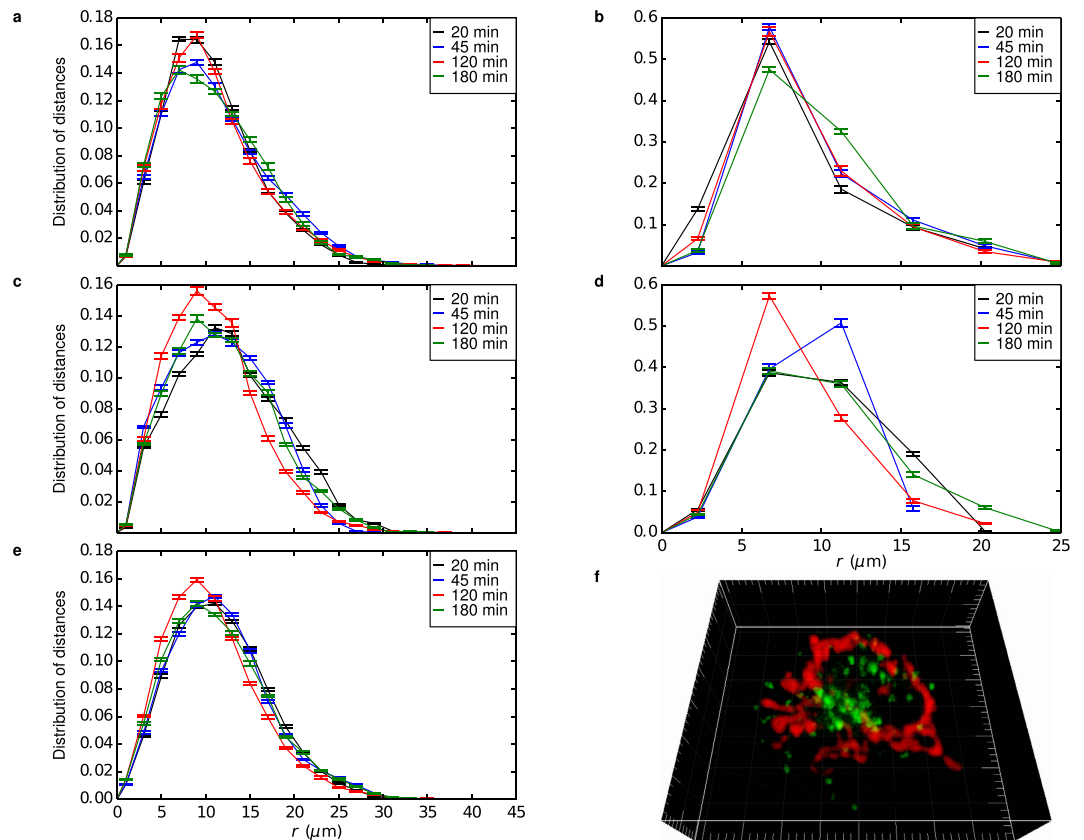 a
0.18
0.16
0.14
0.12
0.10
0.08
0.06
0.04
0.02
Distribution of distances
20 min
45 min
120 min
180 min
b
0.6
0.5
0.4
0.3
0.2
0.1
20 min
45 min
120 min
180 min
c
0.16
0.14
0.12
0.10
0.08
0.06
0.04
0.02
Distribution of distances
20 min
45 min
120 min
180 min
d
0.6
0.5
0.4
0.3
0.2
0.1
0.0
0 5 10 15 20 25
r (μm)
20 min
45 min
120 min
180 min
e
0.18
0.16
0.14
0.12
0.10
0.08
0.06
0.04
0.02
0.00
Distribution of distances
0 5 10 15 20 25 30 35 40 45
r (μm)
20 min
45 min
120 min
180 min
f